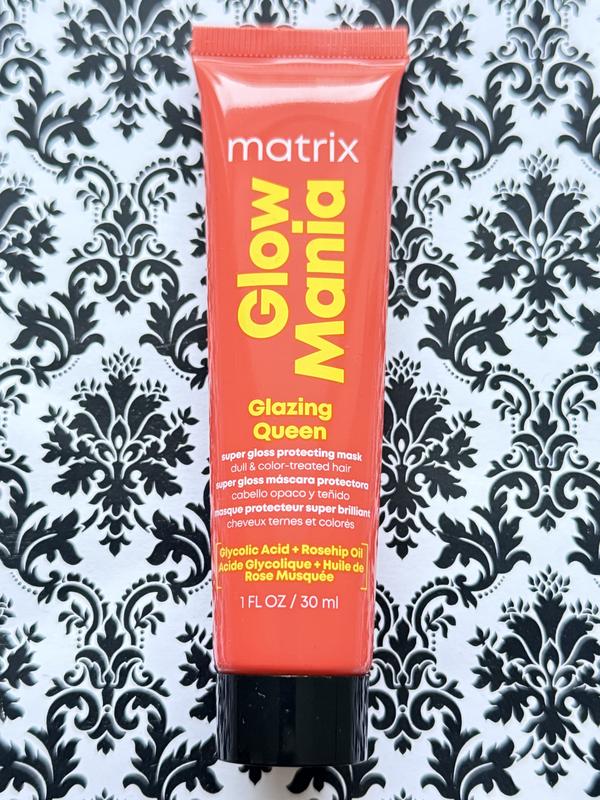 matrix
Glow
Mania
Glazing
Queen
super gloss protecting mask
dull & color-treated hair
super gloss máscara protectora
cabello opaco y teñido
masque protecteur super brilliant
cheveux ternes et colorés
Glycolic Acid + Rosehip Oil
Acide Glycolique + Huile de
Rose Musquée
1 FL OZ / 30 ml